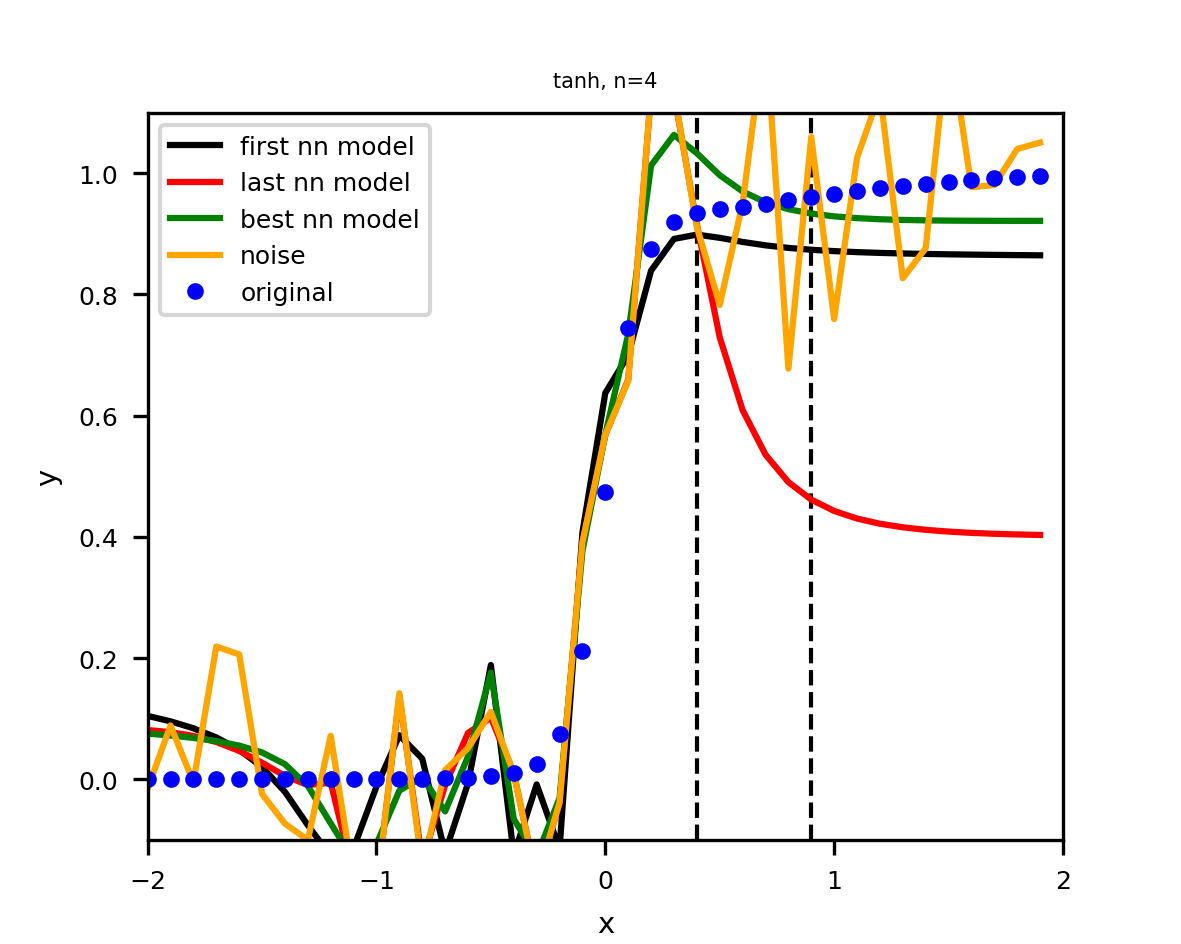 tanh, n=4
first nn model
last nn model
best nn model
noise
original
1.0
0.8
0.6
0.4
0.2
0.0
y
−2
−1
0
1
2
x